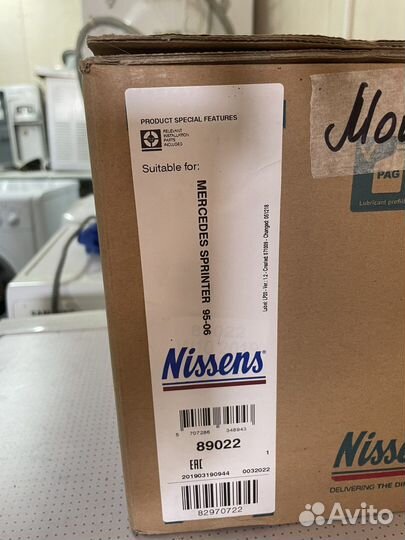 PRODUCT SPECIAL FEATURES
RELEVANT
INSTALLATION
PARTS
INCLUDED
Suitable for:
MERCEDES SPRINTER 95-06
Nissens®
5 707286 348943
89022
1
EAC
201903190944 0032022
82970722
PAG
Lubricant prefil
Nissens
DELIVERING THE DI
Avito